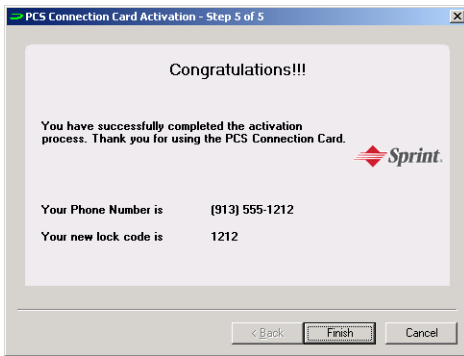 PCS Connection Card Activation - Step 5 of 5
Congratulations!!!
You have successfully completed the activation
process. Thank you for using the PCS Connection Card.
Sprint.
Your Phone Number is (913) 555-1212
Your new lock code is 1212
< Back Finish Cancel